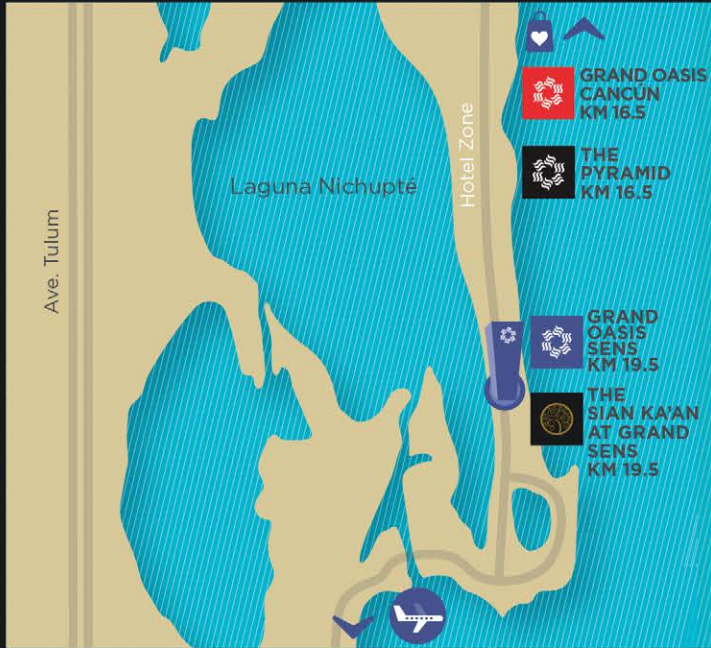 GRAND OASIS
CANCÚN
KM 16.5
THE
PYRAMID
KM 16.5
Hotel Zone
Laguna Nichupté
Ave. Tulum
GRAND
OASIS
SENS
KM 19.5
THE
SIAN KA'AN
AT GRAND
SENS
KM 19.5